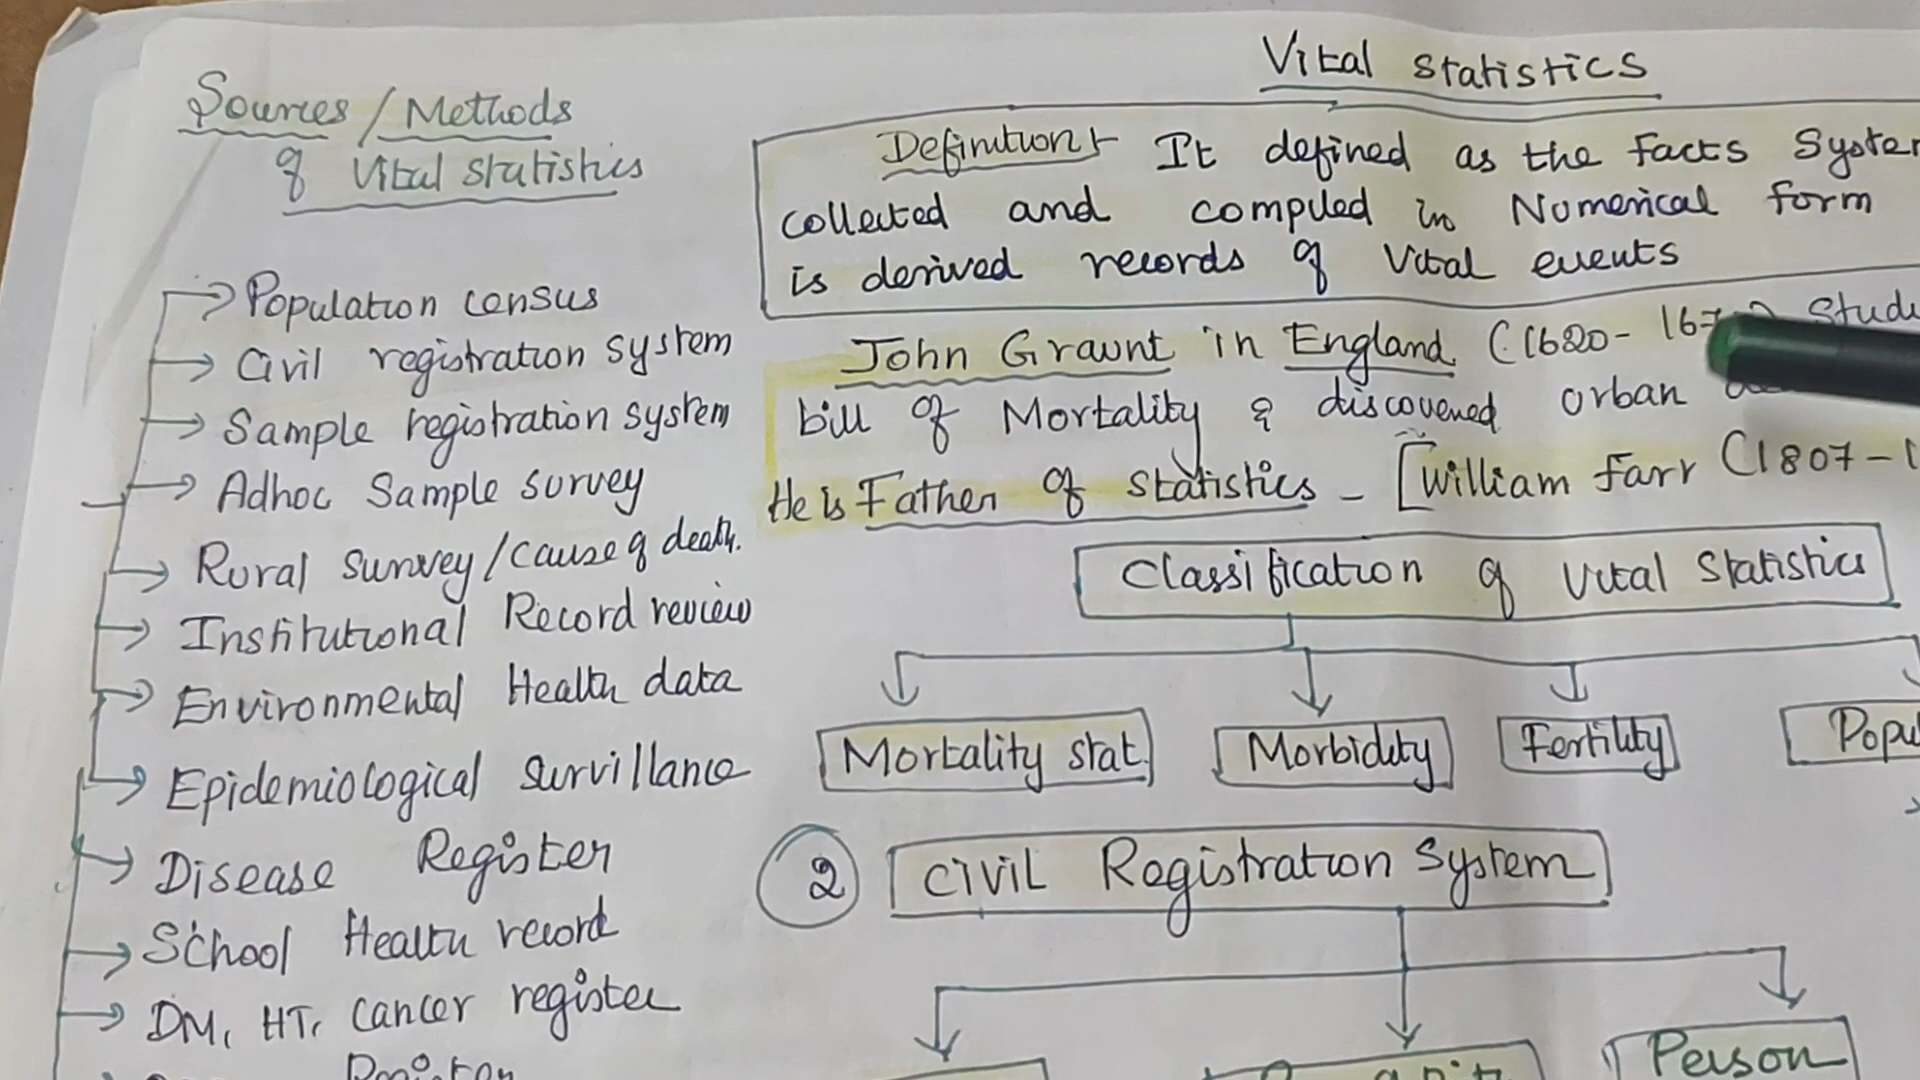 Sources / Methods
of Vital Statistics
Population census
Civil registration system
Sample registration system
Adhoc Sample survey
Rural Survey / cause of death.
Institutional Record review
Environmental Health data
Epidemiological Survillance
Disease Register
School Health record
DM, HT, cancer register
Vital Statistics
Definition:- It defined as the facts
collected and compiled in Numerical form
is derived records of Vital events
John Graunt in England (1620-
bill of Mortality & discovered urban
He is Father of Statistics - [William Farr (1807-
Classification of Vital Statistics
Mortality stat.
Morbidity
Fertility
2
Civil Registration System
Person